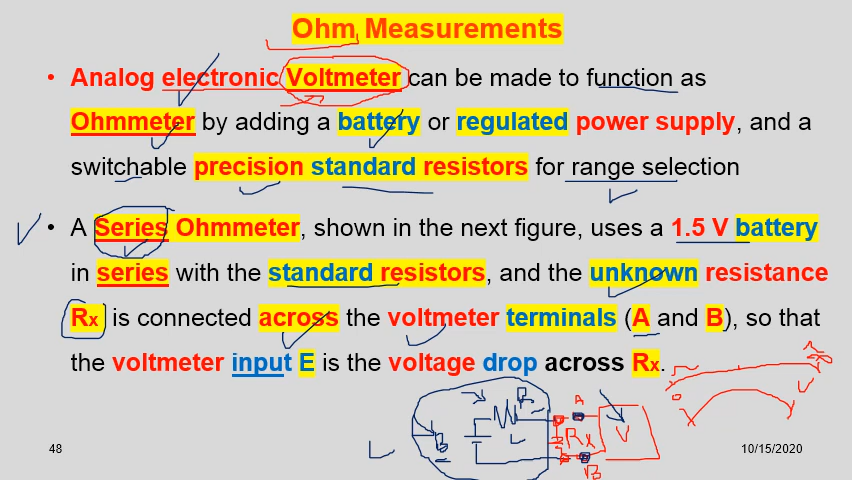 Ohm Measurements
• Analog electronic Voltmeter can be made to function as
Ohmmeter by adding a battery or regulated power supply, and a
switchable precision standard resistors for range selection
• A Series Ohmmeter, shown in the next figure, uses a 1.5 V battery
in series with the standard resistors, and the unknown resistance
Rx is connected across the voltmeter terminals (A and B), so that
the voltmeter input E is the voltage drop across Rx.
R
A
B
Rx
V
B
48
10/15/2020